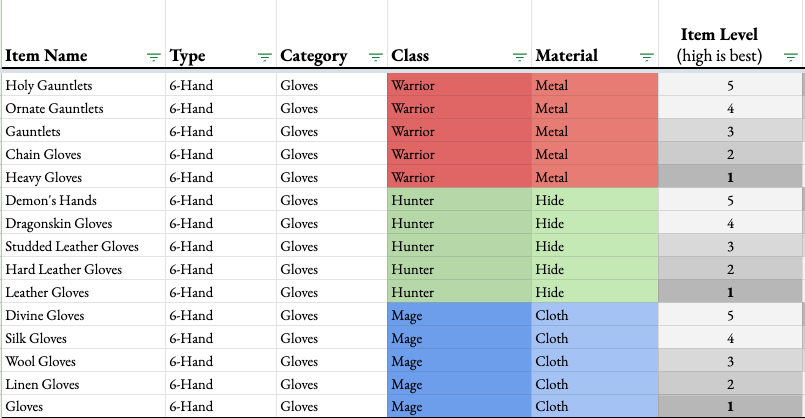 Item Name Type Category Class Material Item Level (high is best)
Holy Gauntlets 6-Hand Gloves Warrior Metal 5
Ornate Gauntlets 6-Hand Gloves Warrior Metal 4
Gauntlets 6-Hand Gloves Warrior Metal 3
Chain Gloves 6-Hand Gloves Warrior Metal 2
Heavy Gloves 6-Hand Gloves Warrior Metal 1
Demon's Hands 6-Hand Gloves Hunter Hide 5
Dragonskin Gloves 6-Hand Gloves Hunter Hide 4
Studded Leather Gloves 6-Hand Gloves Hunter Hide 3
Hard Leather Gloves 6-Hand Gloves Hunter Hide 2
Leather Gloves 6-Hand Gloves Hunter Hide 1
Divine Gloves 6-Hand Gloves Mage Cloth 5
Silk Gloves 6-Hand Gloves Mage Cloth 4
Wool Gloves 6-Hand Gloves Mage Cloth 3
Linen Gloves 6-Hand Gloves Mage Cloth 2
Gloves 6-Hand Gloves Mage Cloth 1